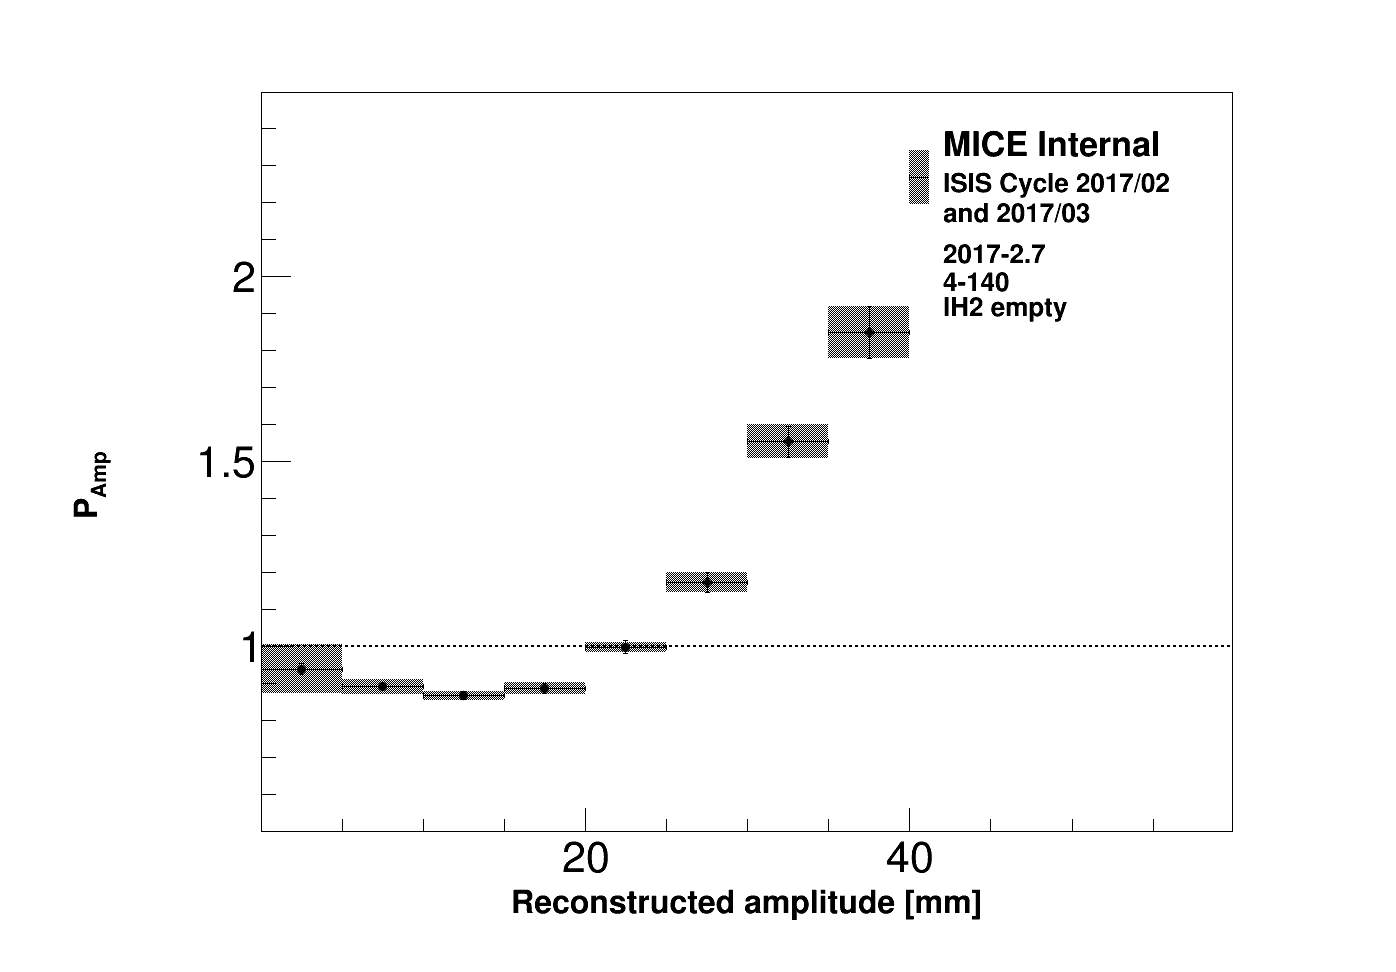 MICE Internal
ISIS Cycle 2017/02
and 2017/03
2017-2.7
4-140
lH2 empty
2
1.5
1
P_Amp
20
40
Reconstructed amplitude [mm]